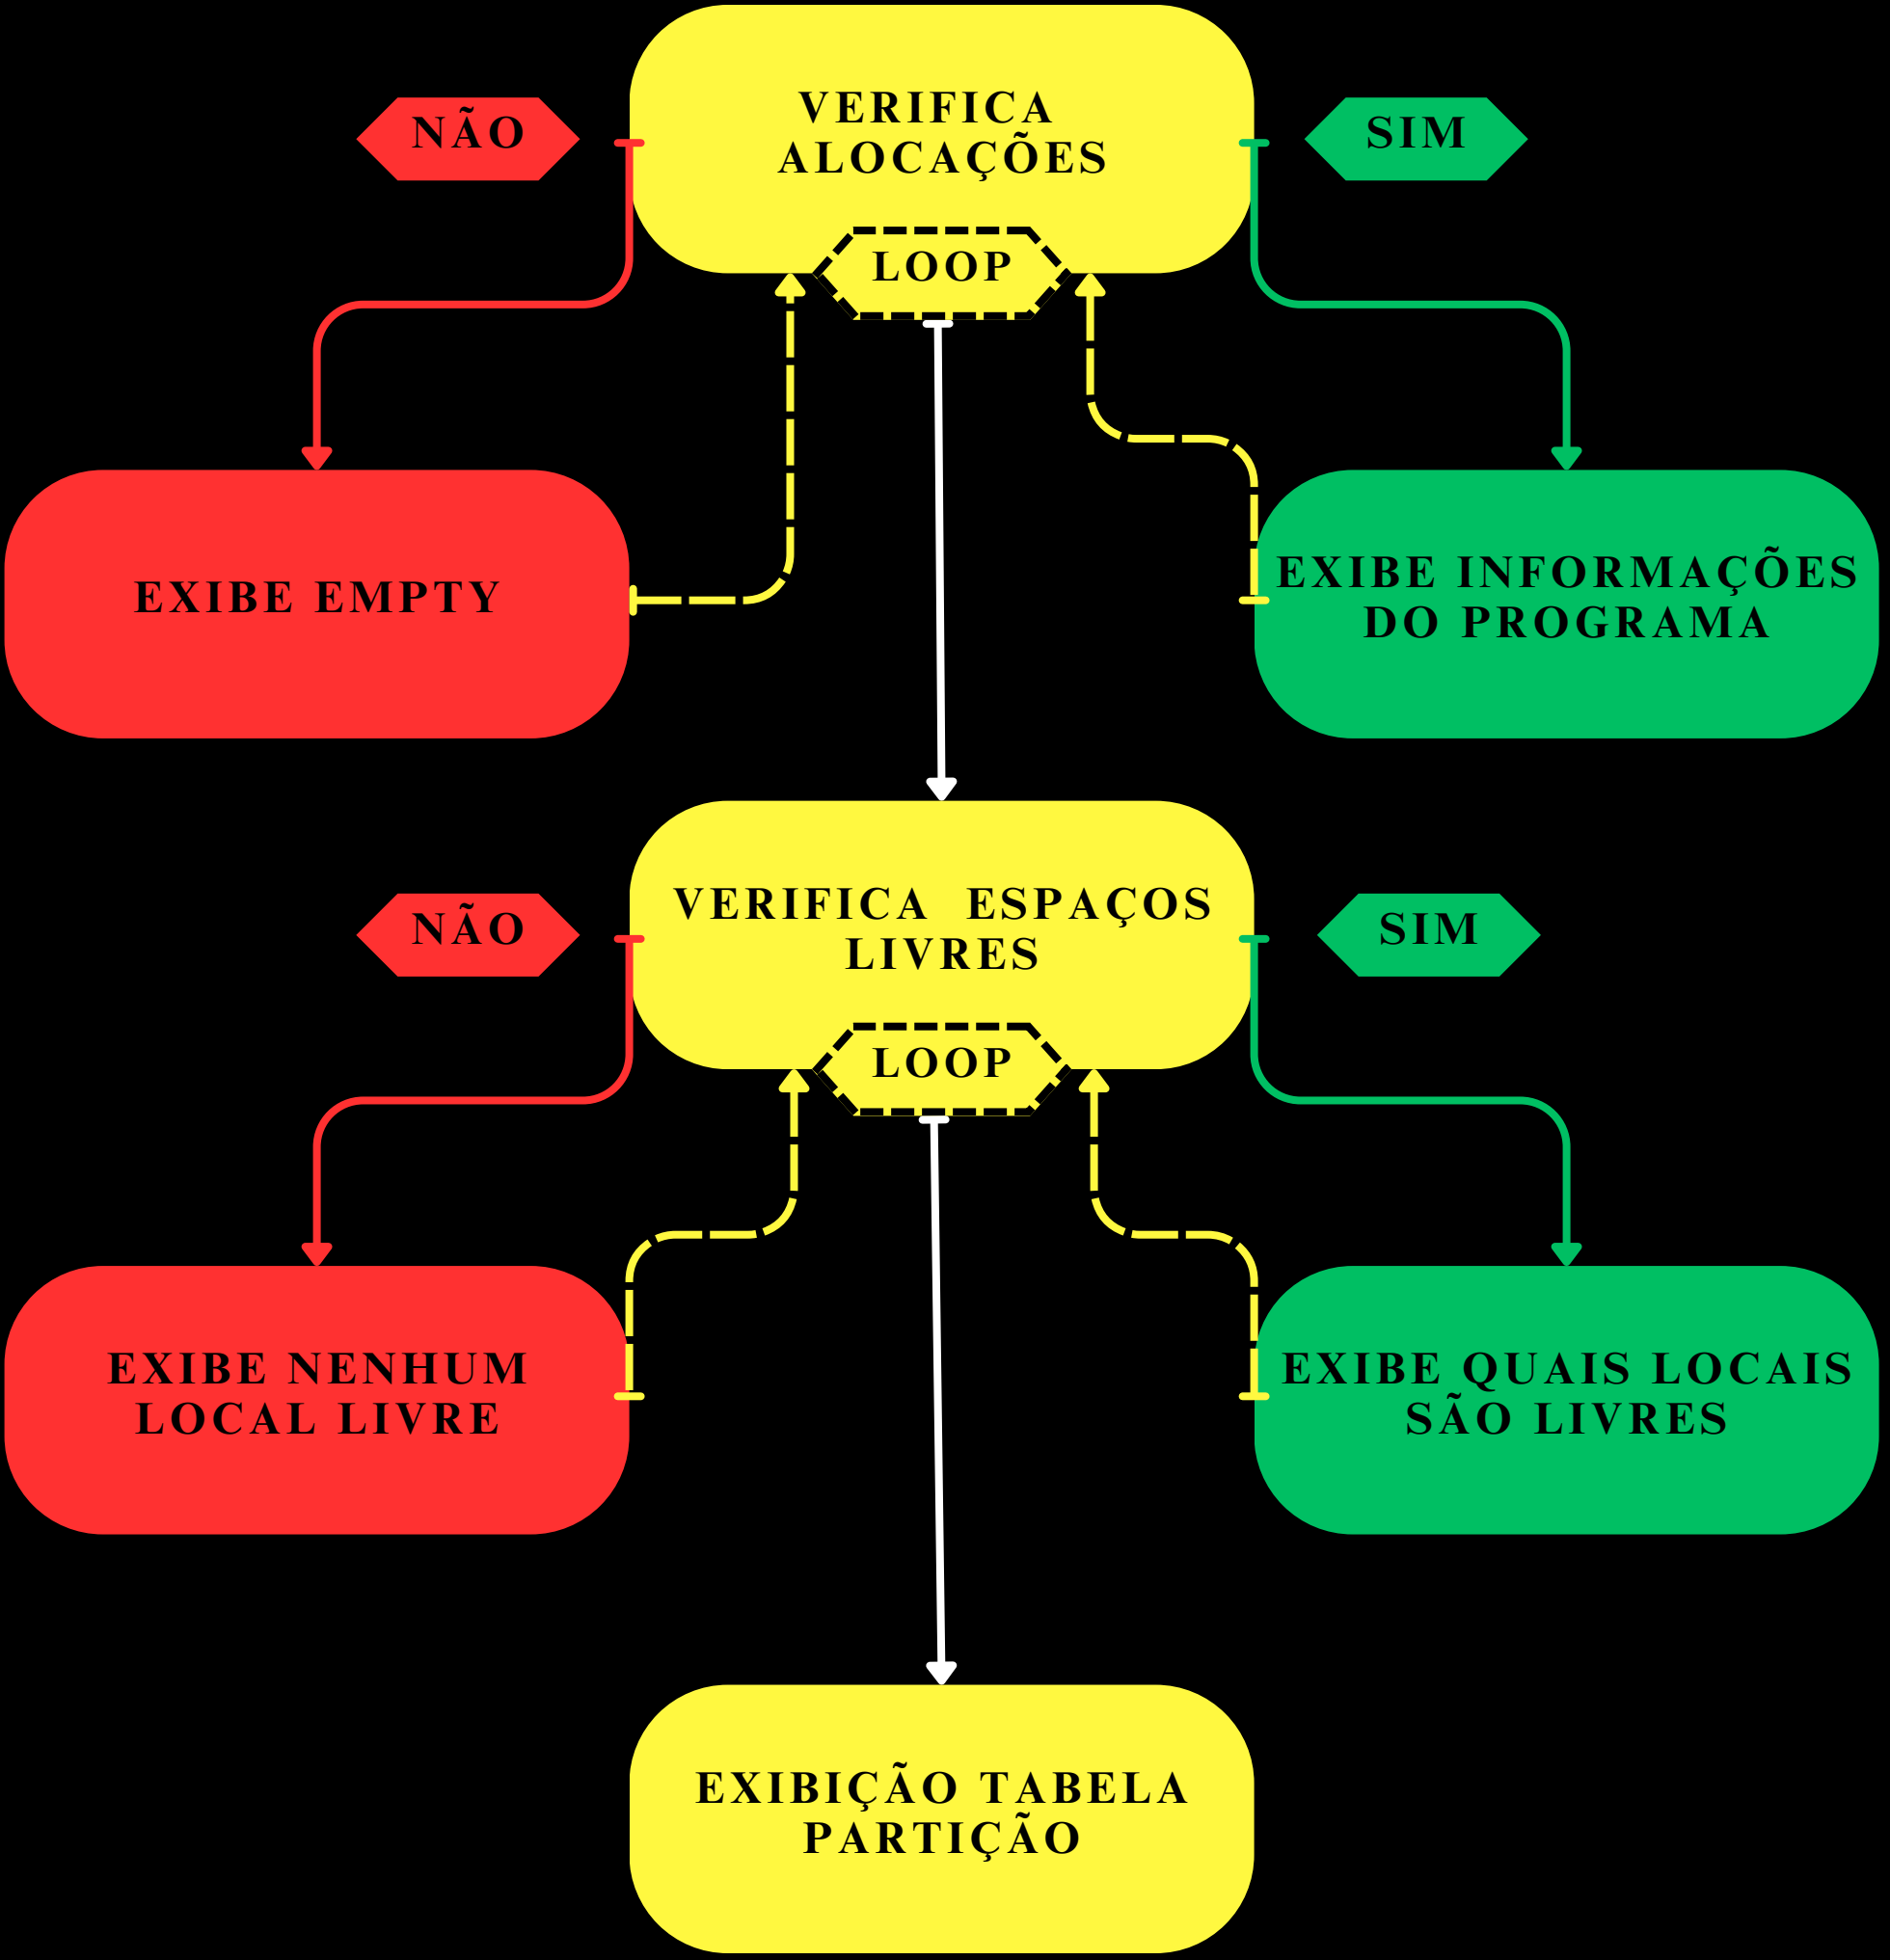 VERIFICA
ALOCAÇÕES
NÃO
SIM
LOOP
EXIBE EMPTY
EXIBE INFORMAÇÕES
DO PROGRAMA
VERIFICA ESPAÇOS
LIVRES
NÃO
SIM
LOOP
EXIBE NENHUM
LOCAL LIVRE
EXIBE QUAIS LOCAIS
SÃO LIVRES
EXIBIÇÃO TABELA
PARTIÇÃO